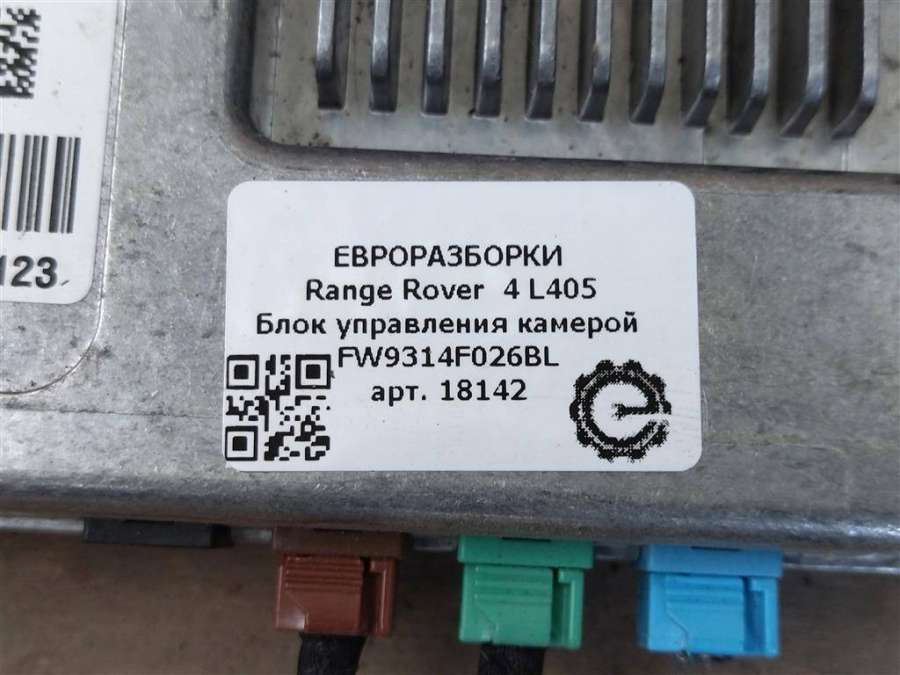 123
ЕВРОРАЗБОРКИ
Range Rover 4 L405
Блок управления камерой
FW9314F026BL
арт. 18142